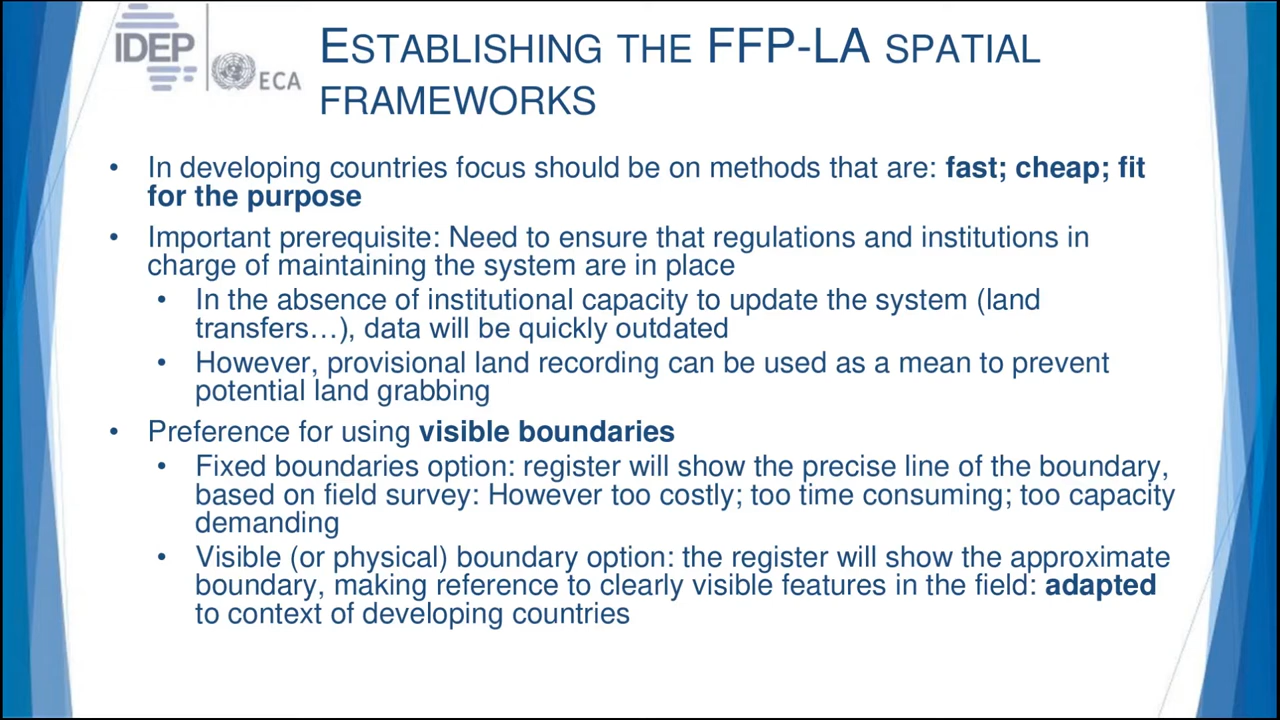 IDEP
ECA
ESTABLISHING THE FFP-LA SPATIAL
FRAMEWORKS
• In developing countries focus should be on methods that are: fast; cheap; fit
for the purpose
• Important prerequisite: Need to ensure that regulations and institutions in
charge of maintaining the system are in place
• In the absence of institutional capacity to update the system (land
transfers…), data will be quickly outdated
• However, provisional land recording can be used as a mean to prevent
potential land grabbing
• Preference for using visible boundaries
• Fixed boundaries option: register will show the precise line of the boundary,
based on field survey: However too costly; too time consuming; too capacity
demanding
• Visible (or physical) boundary option: the register will show the approximate
boundary, making reference to clearly visible features in the field: adapted
to context of developing countries